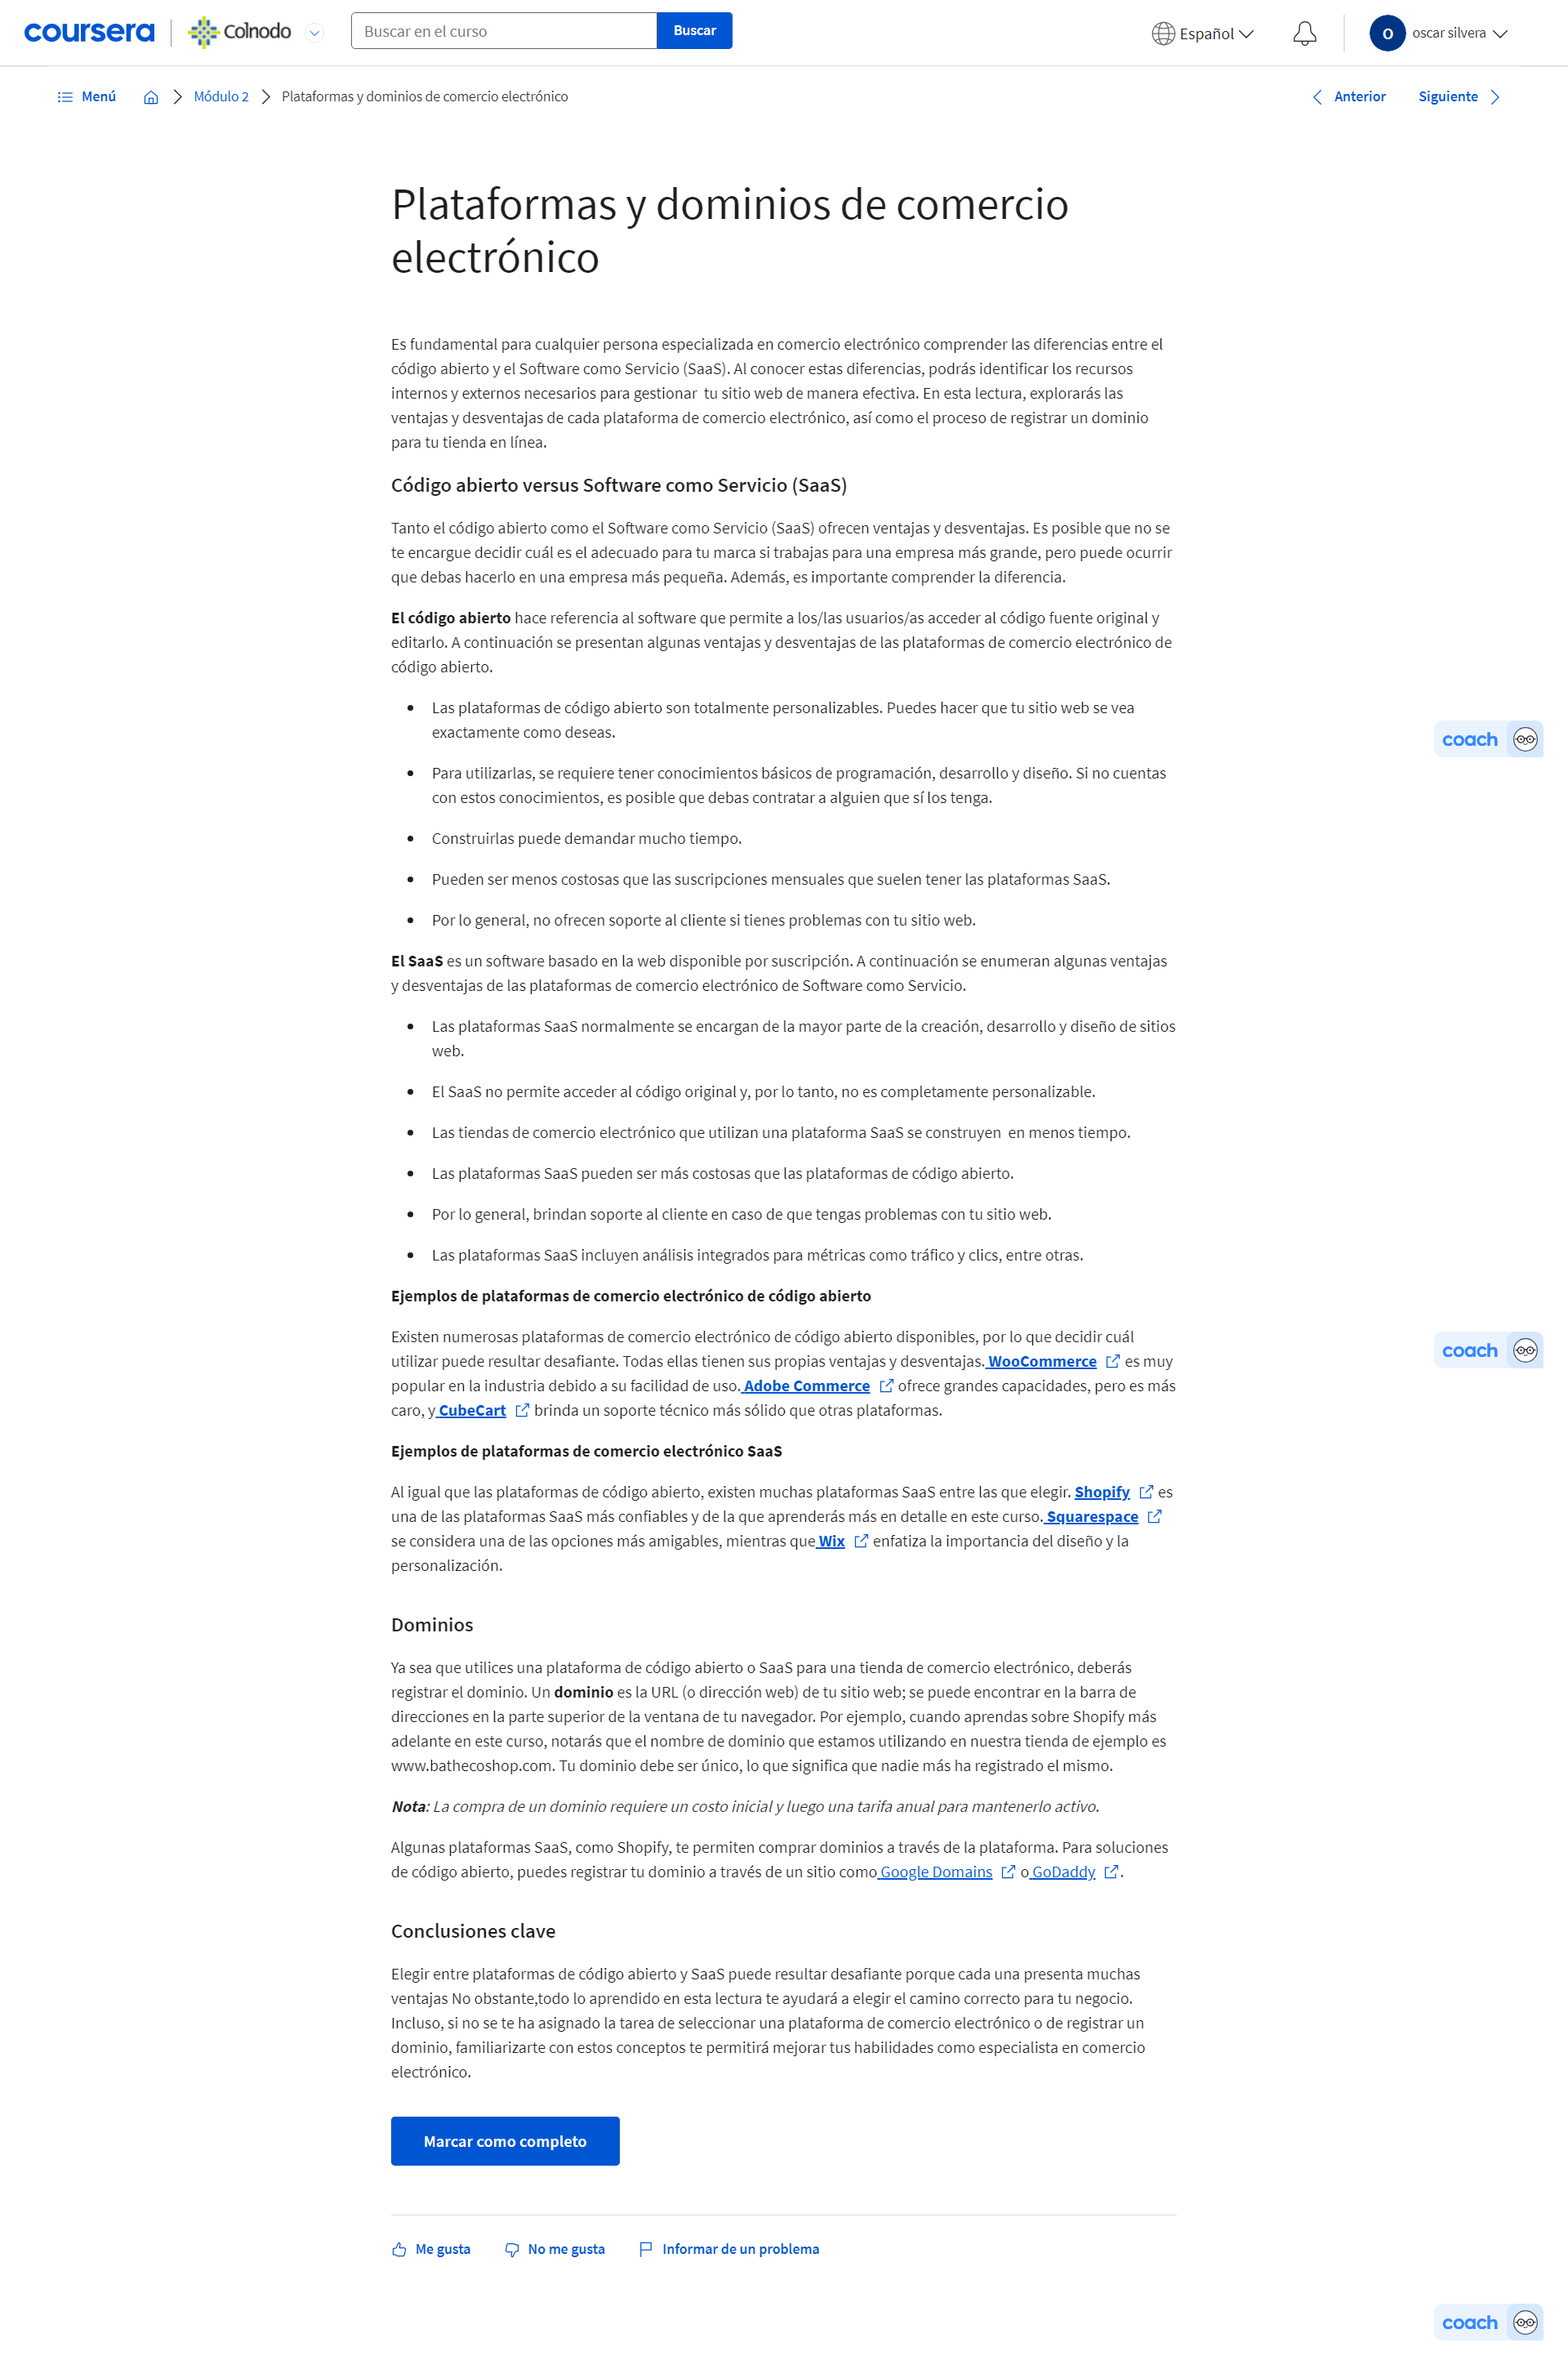 coursera
Colnodo
Buscar en el curso
Buscar
Español
O
oscar silvera
Menú
Módulo 2
Plataformas y dominios de comercio electrónico
Anterior
Siguiente
Plataformas y dominios de comercio
electrónico
Es fundamental para cualquier persona especializada en comercio electrónico comprender las diferencias entre el
código abierto y el Software como Servicio (SaaS). Al conocer estas diferencias, podrás identificar los recursos
internos y externos necesarios para gestionar  tu sitio web de manera efectiva. En esta lectura, explorarás las
ventajas y desventajas de cada plataforma de comercio electrónico, así como el proceso de registrar un dominio
para tu tienda en línea.
Código abierto versus Software como Servicio (SaaS)
Tanto el código abierto como el Software como Servicio (SaaS) ofrecen ventajas y desventajas. Es posible que no se
te encargue decidir cuál es el adecuado para tu marca si trabajas para una empresa más grande, pero puede ocurrir
que debas hacerlo en una empresa más pequeña. Además, es importante comprender la diferencia.
El código abierto hace referencia al software que permite a los/las usuarios/as acceder al código fuente original y
editarlo. A continuación se presentan algunas ventajas y desventajas de las plataformas de comercio electrónico de
código abierto.
• Las plataformas de código abierto son totalmente personalizables. Puedes hacer que tu sitio web se vea
exactamente como deseas.
• Para utilizarlas, se requiere tener conocimientos básicos de programación, desarrollo y diseño. Si no cuentas
con estos conocimientos, es posible que debas contratar a alguien que sí los tenga.
• Construirlas puede demandar mucho tiempo.
• Pueden ser menos costosas que las suscripciones mensuales que suelen tener las plataformas SaaS.
• Por lo general, no ofrecen soporte al cliente si tienes problemas con tu sitio web.
El SaaS es un software basado en la web disponible por suscripción. A continuación se enumeran algunas ventajas
y desventajas de las plataformas de comercio electrónico de Software como Servicio.
• Las plataformas SaaS normalmente se encargan de la mayor parte de la creación, desarrollo y diseño de sitios
web.
• El SaaS no permite acceder al código original y, por lo tanto, no es completamente personalizable.
• Las tiendas de comercio electrónico que utilizan una plataforma SaaS se construyen  en menos tiempo.
• Las plataformas SaaS pueden ser más costosas que las plataformas de código abierto.
• Por lo general, brindan soporte al cliente en caso de que tengas problemas con tu sitio web.
• Las plataformas SaaS incluyen análisis integrados para métricas como tráfico y clics, entre otras.
Ejemplos de plataformas de comercio electrónico de código abierto
Existen numerosas plataformas de comercio electrónico de código abierto disponibles, por lo que decidir cuál
utilizar puede resultar desafiante. Todas ellas tienen sus propias ventajas y desventajas. WooCommerce es muy
popular en la industria debido a su facilidad de uso. Adobe Commerce ofrece grandes capacidades, pero es más
caro, y CubeCart brinda un soporte técnico más sólido que otras plataformas.
Ejemplos de plataformas de comercio electrónico SaaS
Al igual que las plataformas de código abierto, existen muchas plataformas SaaS entre las que elegir. Shopify es
una de las plataformas SaaS más confiables y de la que aprenderás más en detalle en este curso. Squarespace
se considera una de las opciones más amigables, mientras que Wix enfatiza la importancia del diseño y la
personalización.
Dominios
Ya sea que utilices una plataforma de código abierto o SaaS para una tienda de comercio electrónico, deberás
registrar el dominio. Un dominio es la URL (o dirección web) de tu sitio web; se puede encontrar en la barra de
direcciones en la parte superior de la ventana de tu navegador. Por ejemplo, cuando aprendas sobre Shopify más
adelante en este curso, notarás que el nombre de dominio que estamos utilizando en nuestra tienda de ejemplo es
www.bathecoshop.com. Tu dominio debe ser único, lo que significa que nadie más ha registrado el mismo.
Nota: La compra de un dominio requiere un costo inicial y luego una tarifa anual para mantenerlo activo.
Algunas plataformas SaaS, como Shopify, te permiten comprar dominios a través de la plataforma. Para soluciones
de código abierto, puedes registrar tu dominio a través de un sitio como Google Domains o GoDaddy.
Conclusiones clave
Elegir entre plataformas de código abierto y SaaS puede resultar desafiante porque cada una presenta muchas
ventajas No obstante,todo lo aprendido en esta lectura te ayudará a elegir el camino correcto para tu negocio.
Incluso, si no se te ha asignado la tarea de seleccionar una plataforma de comercio electrónico o de registrar un
dominio, familiarizarte con estos conceptos te permitirá mejorar tus habilidades como especialista en comercio
electrónico.
Marcar como completo
Me gusta
No me gusta
Informar de un problema
coach
coach
coach